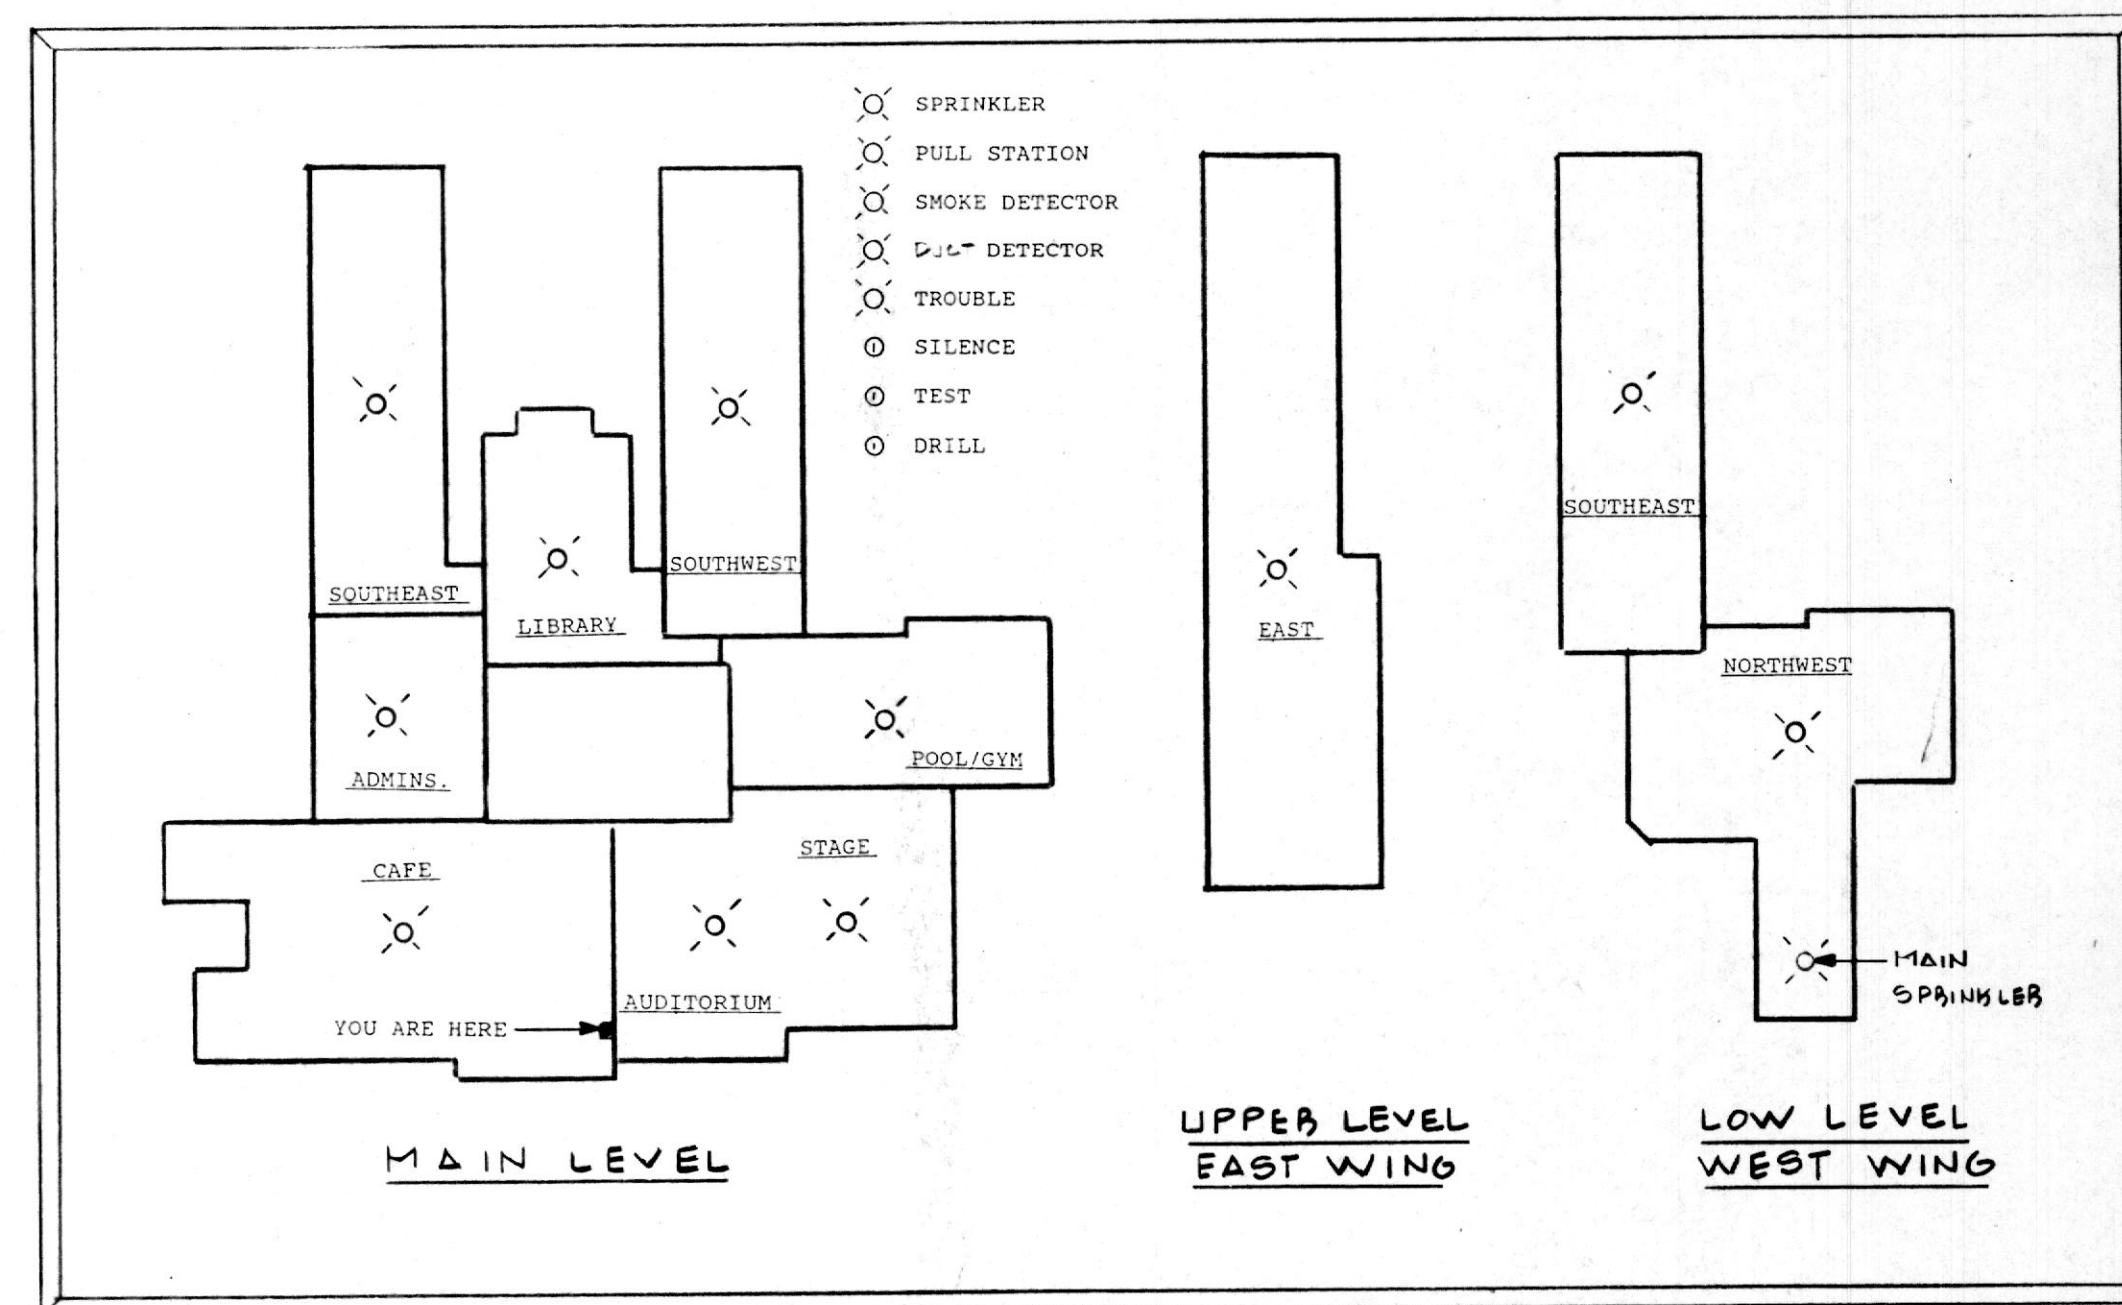 SPRINKLER
PULL STATION
SMOKE DETECTOR
DUCT DETECTOR
TROUBLE
SILENCE
TEST
DRILL
SOUTHEAST
LIBRARY
SOUTHWEST
ADMINS.
POOL/GYM
CAFE
STAGE
AUDITORIUM
YOU ARE HERE
MAIN LEVEL
EAST
UPPER LEVEL
EAST WING
SOUTHEAST
NORTHWEST
MAIN
SPRINKLER
LOW LEVEL
WEST WING